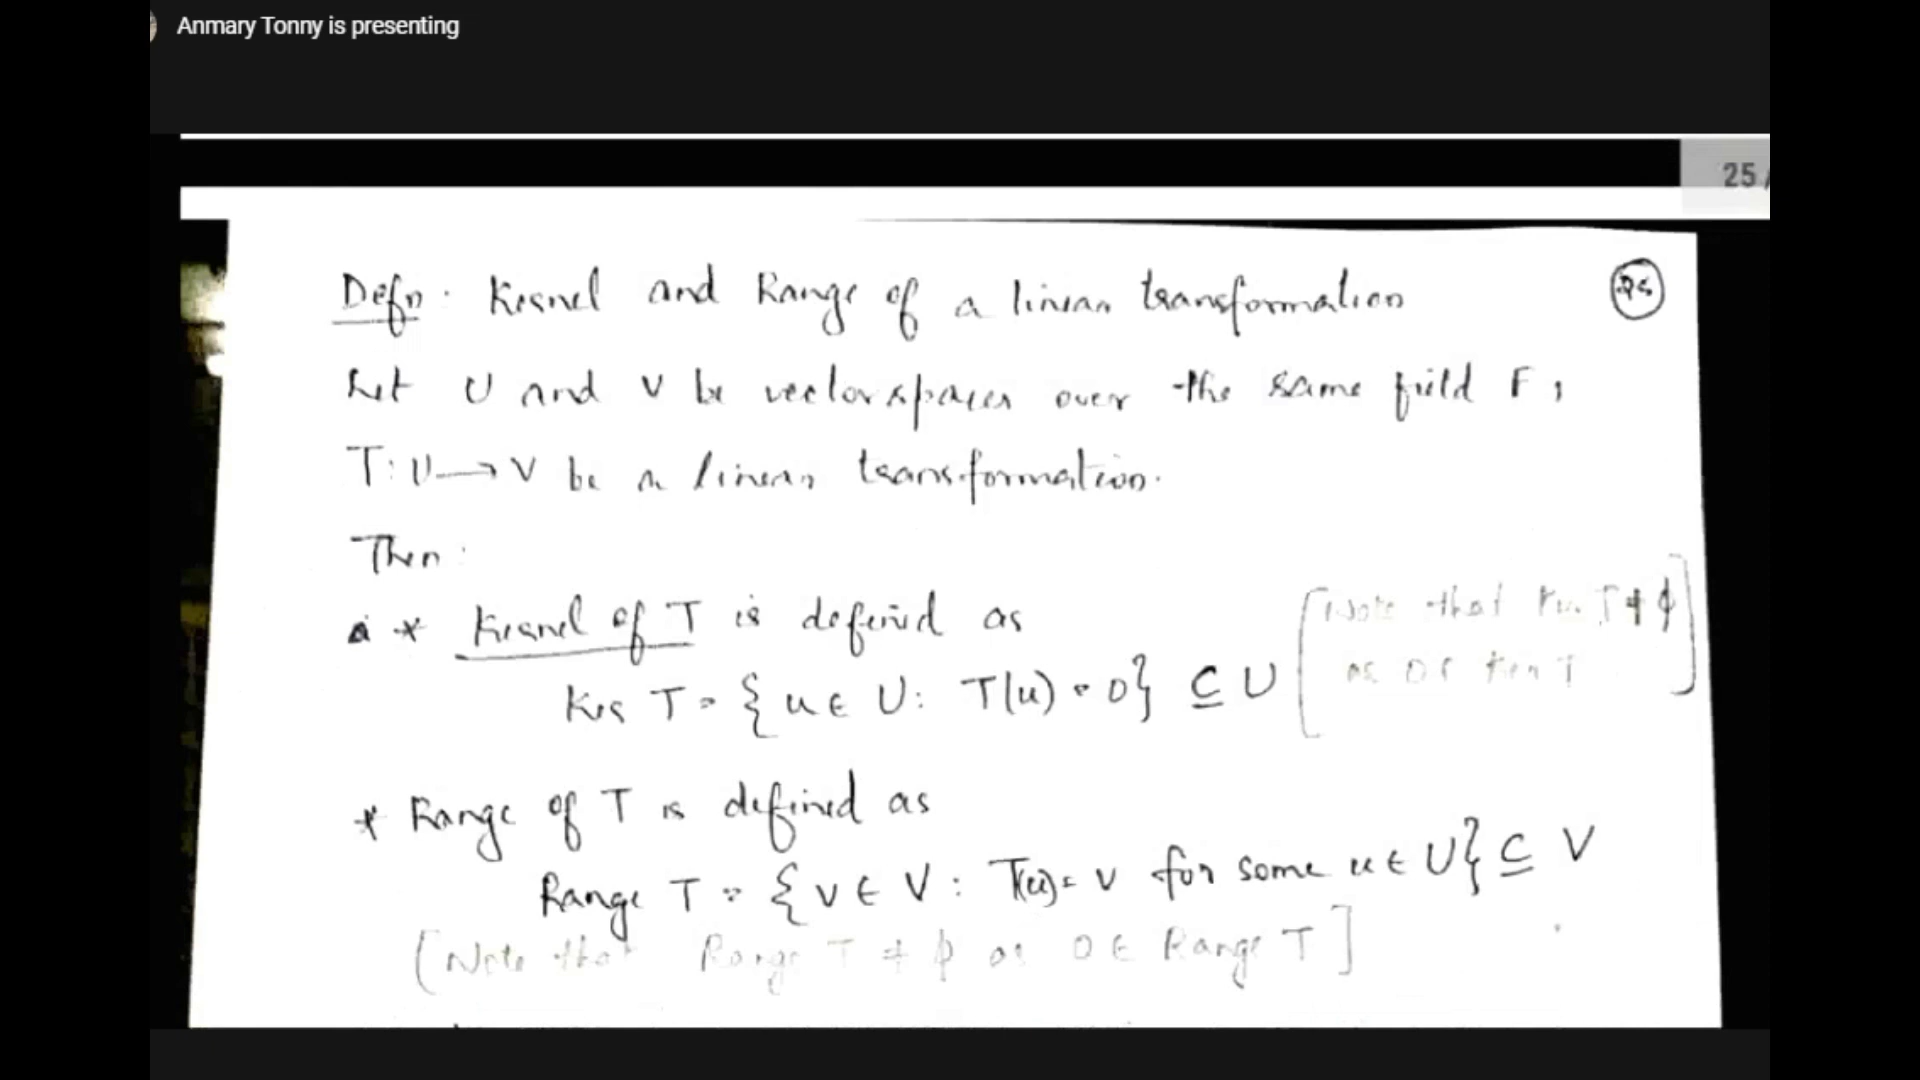 Anmary Tonny is presenting
25
Defn: Kernel and Range of a linear transformation
Let U and V be vector spaces over the same field F,
T: U → V be a linear transformation.
Then:
* Kernel of T is defined as
Ker T = {u ∈ U: T(u) = 0} ⊆ U
[Note that Ker T ≠ ϕ
as 0 ∈ Ker T]
* Range of T is defined as
Range T = {v ∈ V: T(u) = v for some u ∈ U} ⊆ V
[Note that Range T ≠ ϕ as 0 ∈ Range T]